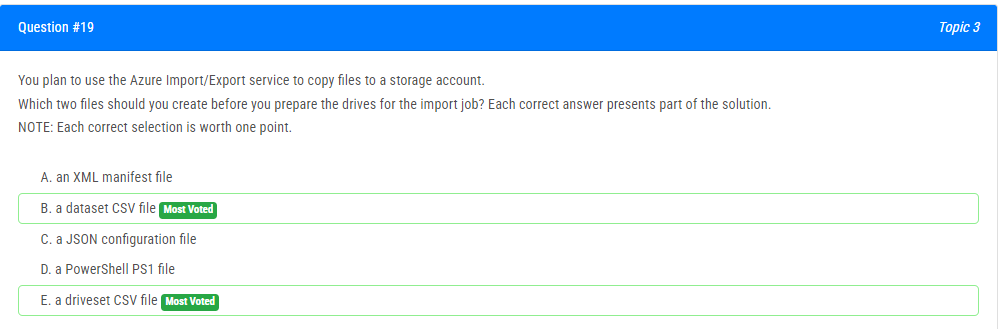 Question #19
Topic 3
You plan to use the Azure Import/Export service to copy files to a storage account.
Which two files should you create before you prepare the drives for the import job? Each correct answer presents part of the solution.
NOTE: Each correct selection is worth one point.
A. an XML manifest file
B. a dataset CSV file Most Voted
C. a JSON configuration file
D. a PowerShell PS1 file
E. a driveset CSV file Most Voted